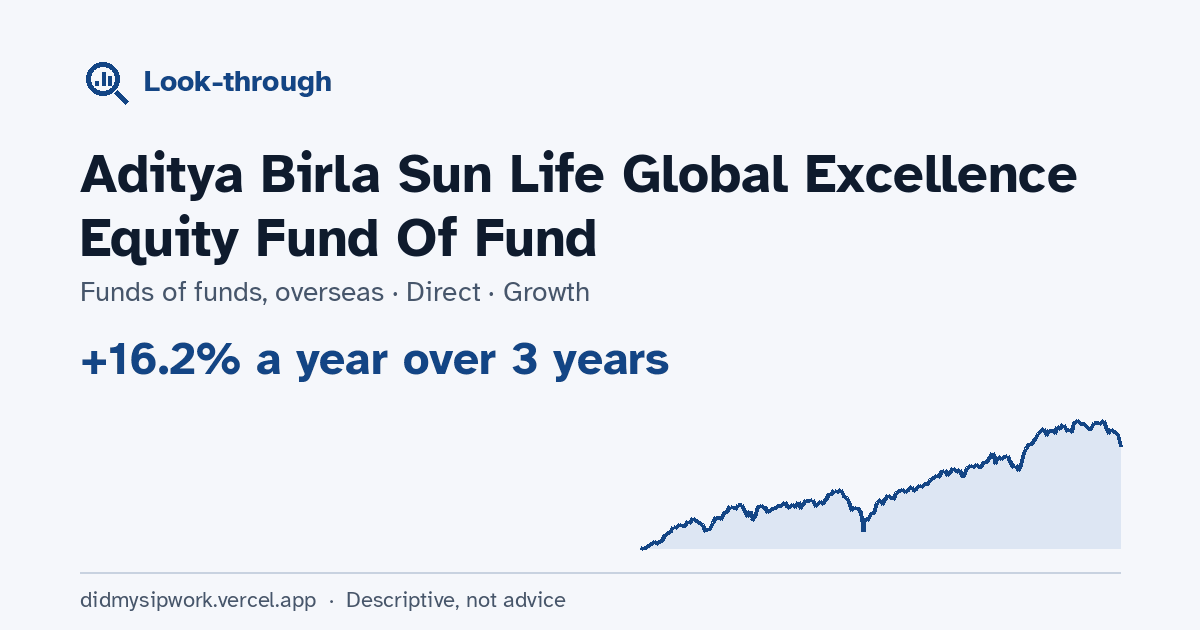 Look-through
Aditya Birla Sun Life Global Excellence
Equity Fund Of Fund
Funds of funds, overseas · Direct · Growth
+16.2% a year over 3 years
didmysipwork.vercel.app · Descriptive, not advice